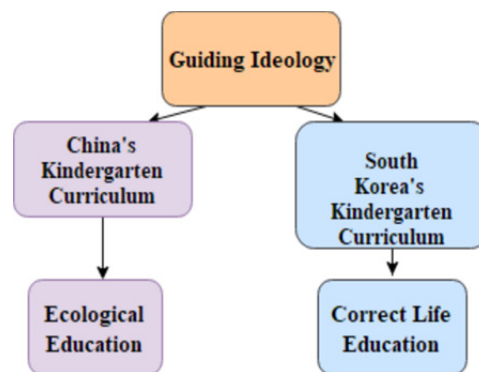 Guiding Ideology
China's
Kindergarten
Curriculum
South
Korea's
Kindergarten
Curriculum
Ecological
Education
Correct Life
Education